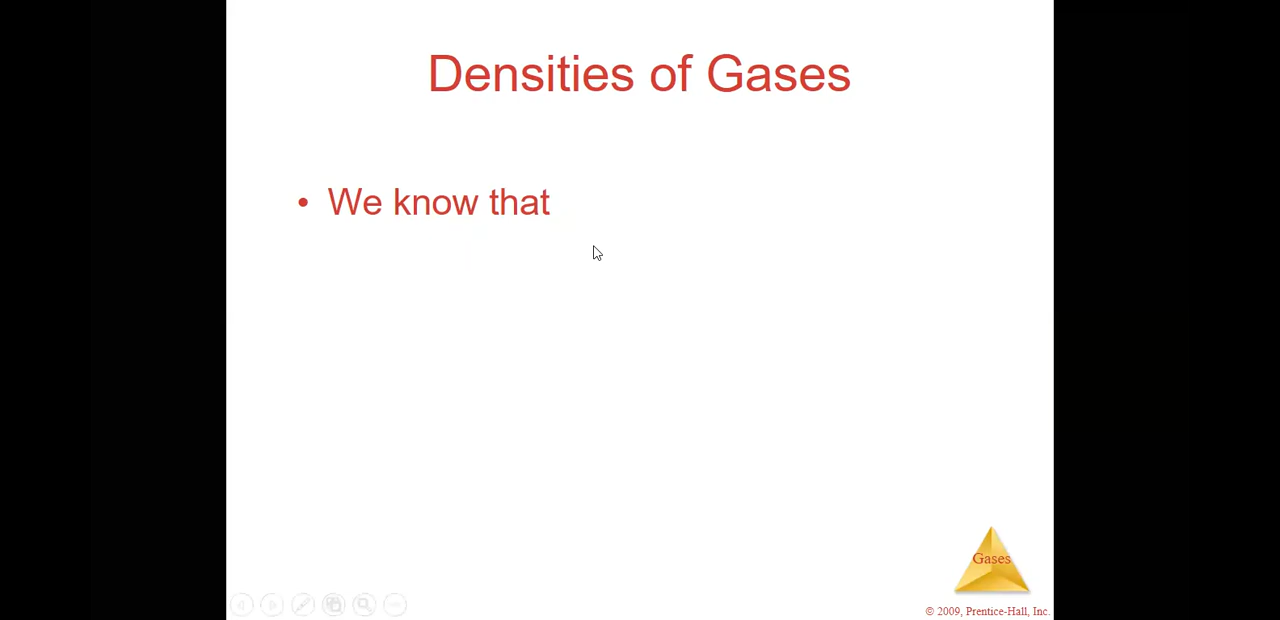 Densities of Gases
• We know that
Gases
© 2009, Prentice-Hall, Inc.